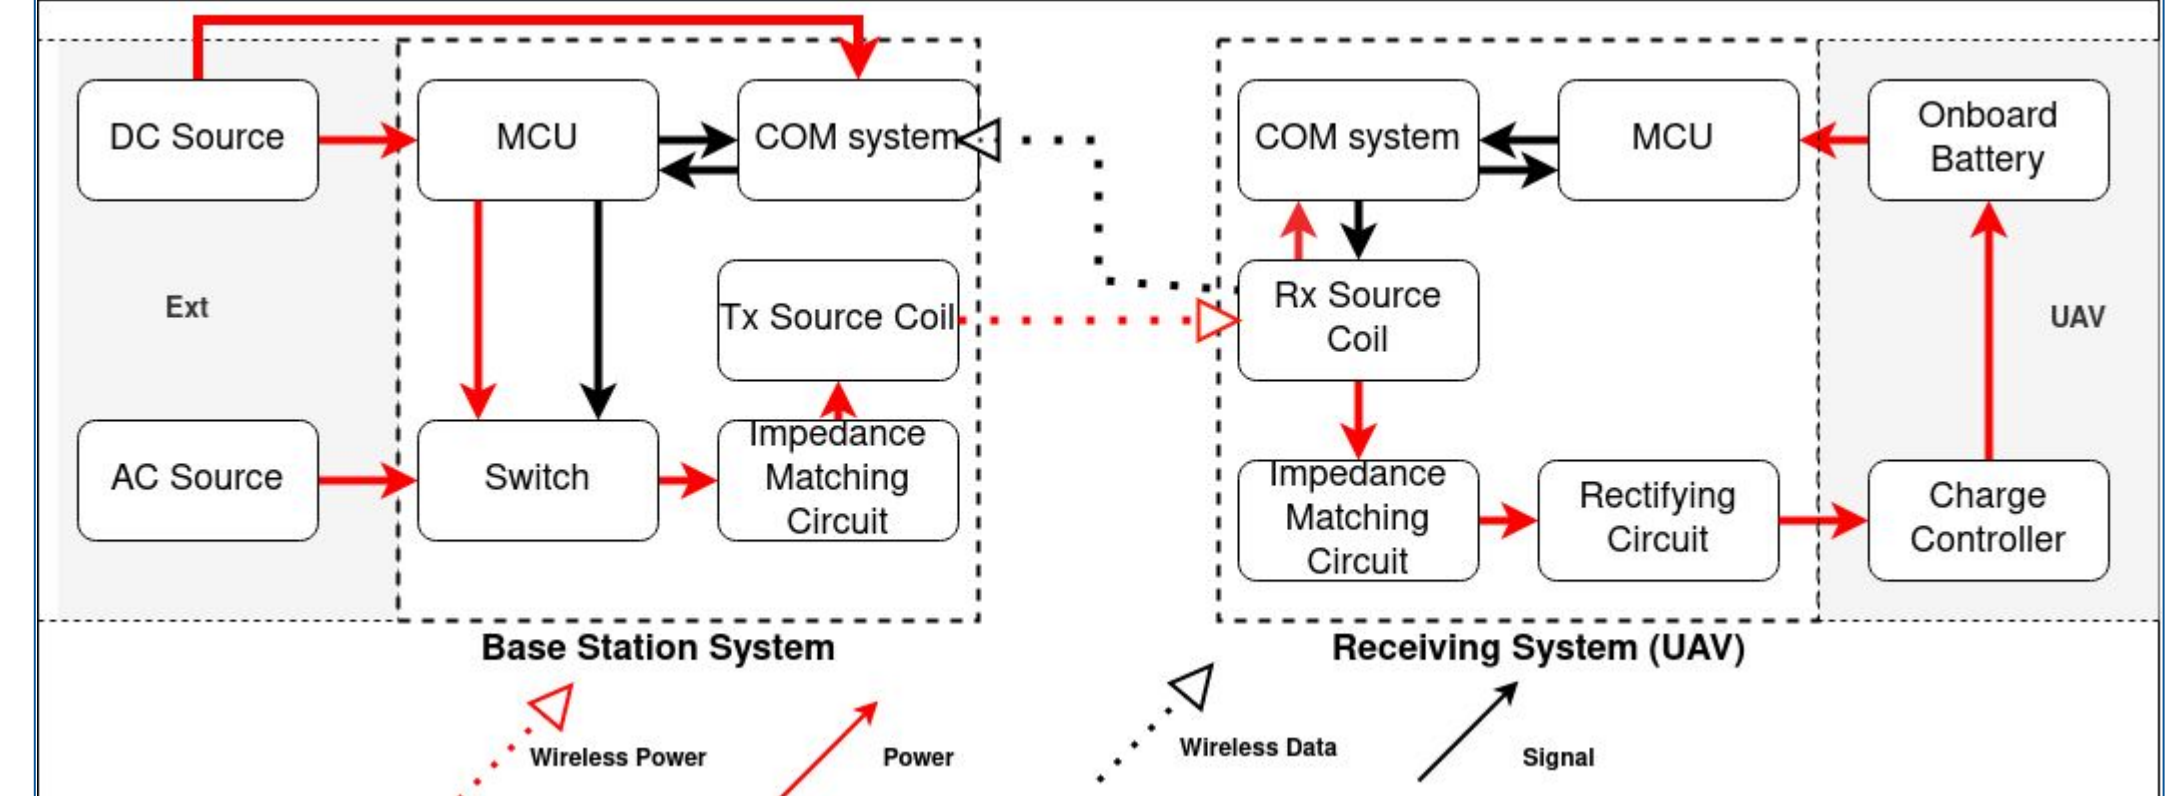 DC Source
MCU
COM system
COM system
MCU
Onboard
Battery
Ext
Tx Source Coil
Rx Source
Coil
UAV
AC Source
Switch
Impedance
Matching
Circuit
Impedance
Matching
Circuit
Rectifying
Circuit
Charge
Controller
Base Station System
Receiving System (UAV)
Wireless Power
Power
Wireless Data
Signal